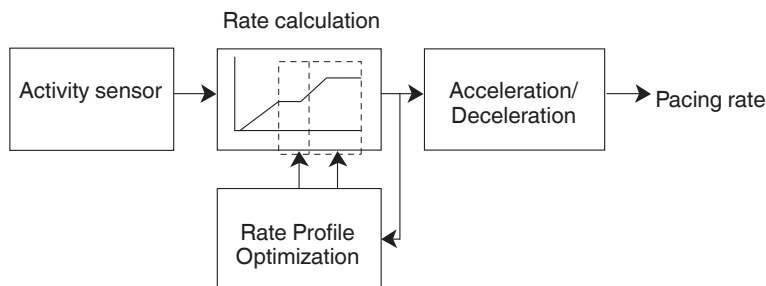 Rate calculation
Activity sensor
Acceleration/
Deceleration
Pacing rate
Rate Profile
Optimization